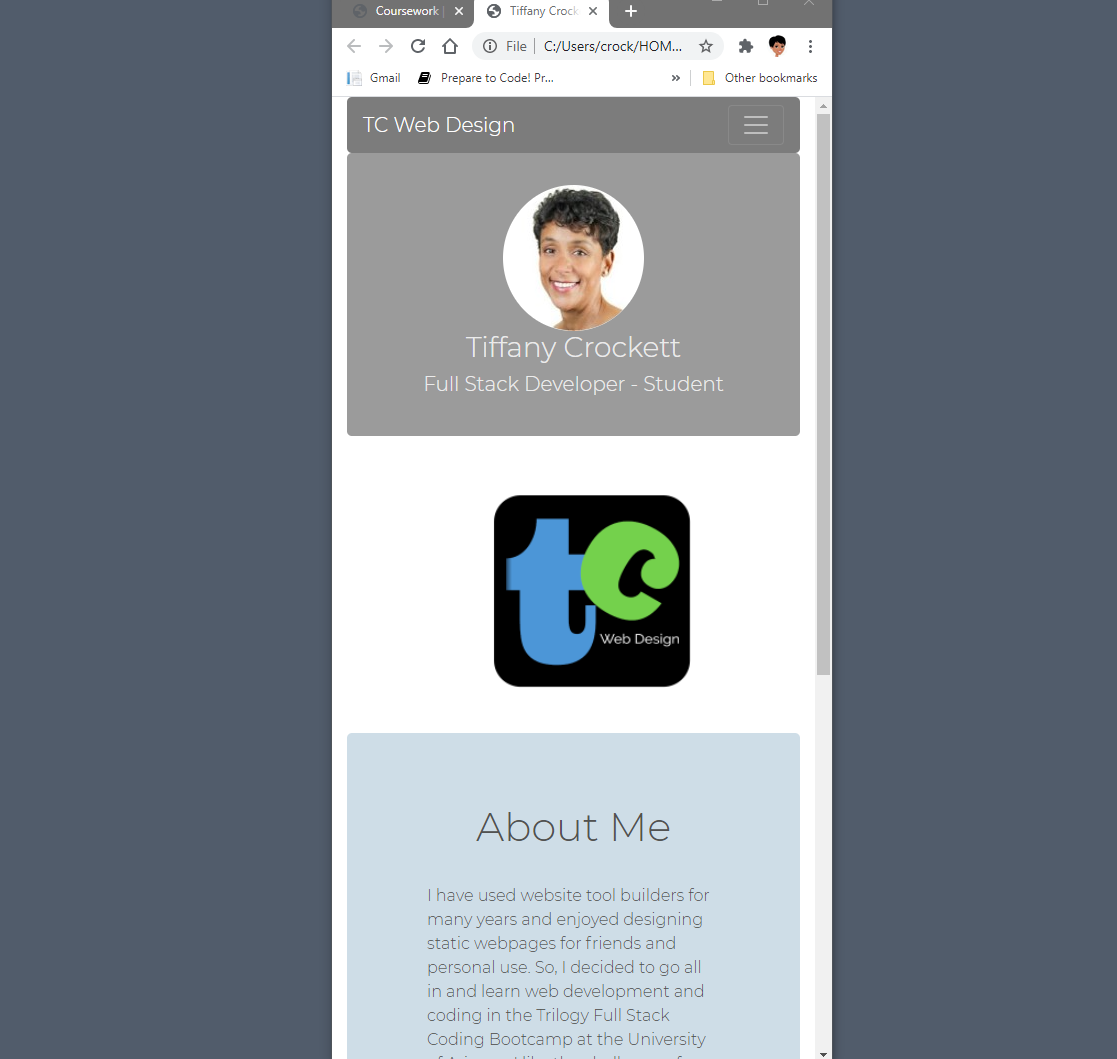 Coursework
Tiffany Crock
File
C:/Users/crock/HOM...
Gmail
Prepare to Code! Pr...
»
Other bookmarks
TC Web Design
Tiffany Crockett
Full Stack Developer - Student
tc
Web Design
About Me
I have used website tool builders for
many years and enjoyed designing
static webpages for friends and
personal use. So, I decided to go all
in and learn web development and
coding in the Trilogy Full Stack
Coding Bootcamp at the University